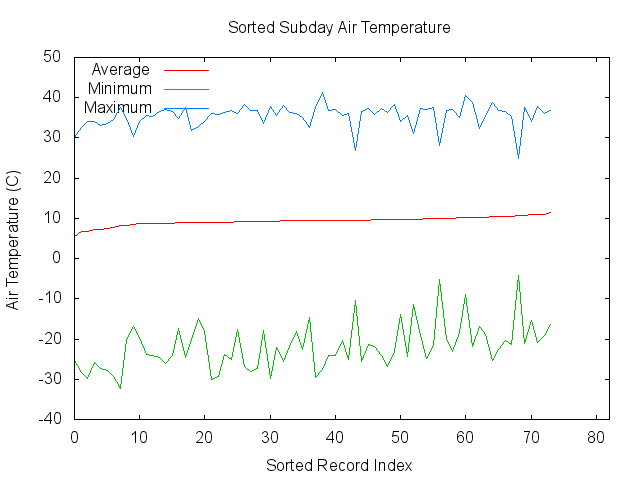 Sorted Subday Air Temperature
50
40
30
20
10
0
-10
-20
-30
-40
Air Temperature (C)
Average
Minimum
Maximum
0 10 20 30 40 50 60 70 80
Sorted Record Index